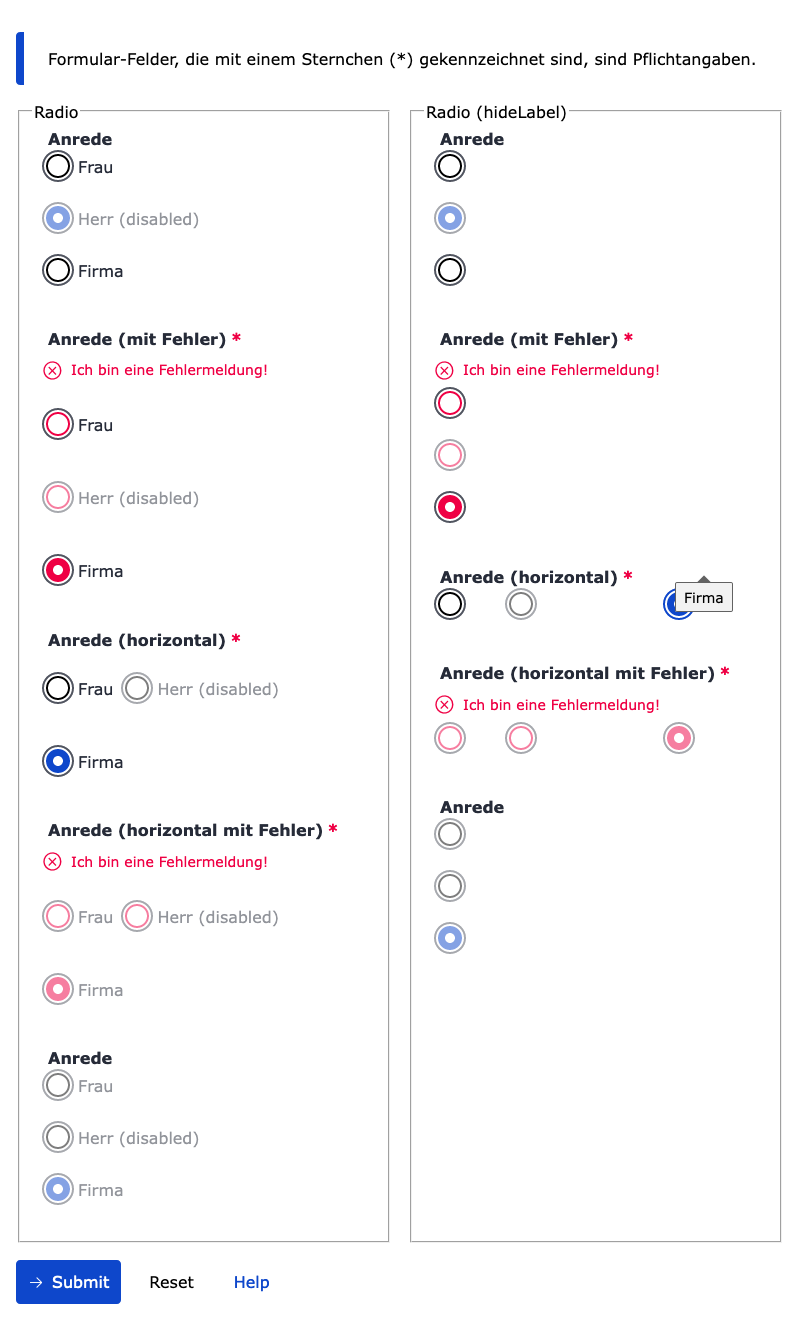 Formular-Felder, die mit einem Sternchen (*) gekennzeichnet sind, sind Pflichtangaben.
Radio
Anrede
Frau
Herr (disabled)
Firma
Anrede (mit Fehler) *
Ich bin eine Fehlermeldung!
Frau
Herr (disabled)
Firma
Anrede (horizontal) *
Frau
Herr (disabled)
Firma
Anrede (horizontal mit Fehler) *
Ich bin eine Fehlermeldung!
Frau
Herr (disabled)
Firma
Anrede
Frau
Herr (disabled)
Firma
Radio (hideLabel)
Anrede
Anrede (mit Fehler) *
Ich bin eine Fehlermeldung!
Anrede (horizontal) *
Firma
Anrede (horizontal mit Fehler) *
Ich bin eine Fehlermeldung!
Anrede
→ Submit
Reset
Help